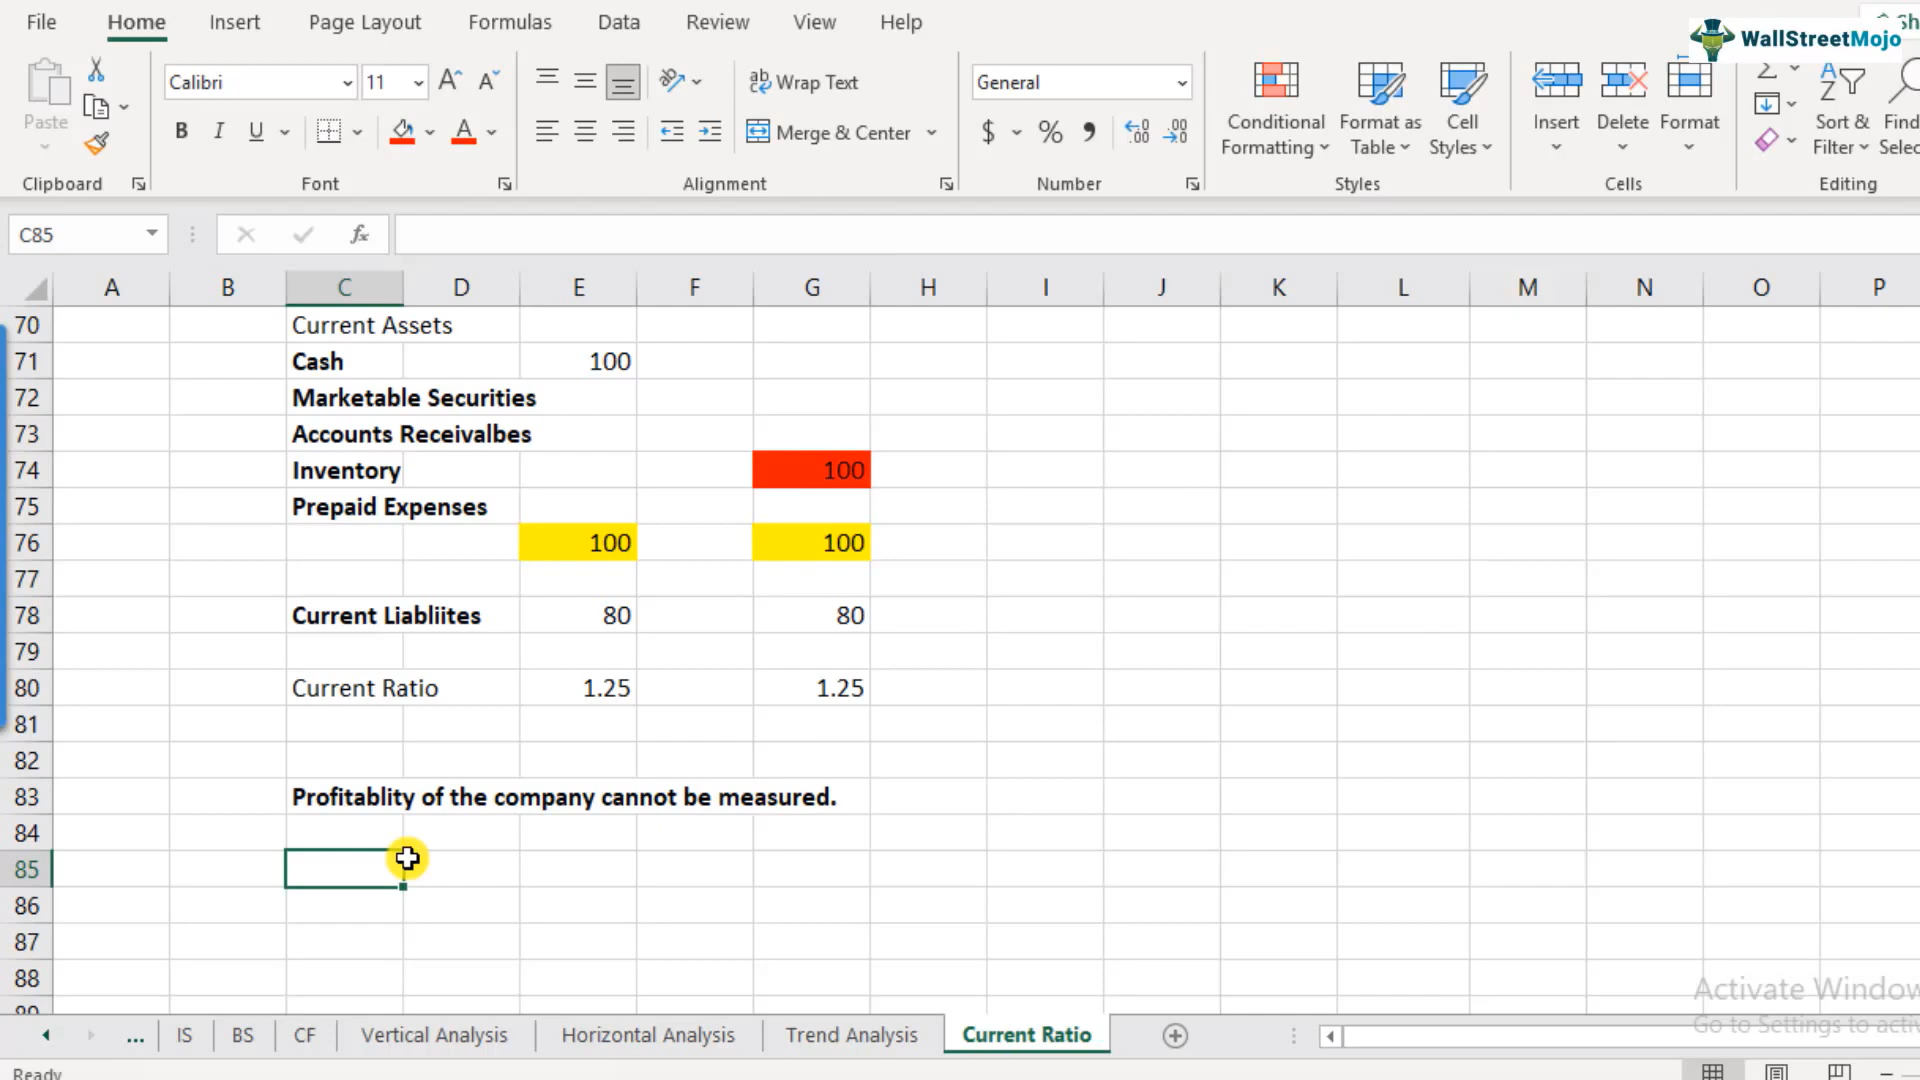 File Home Insert Page Layout Formulas Data Review View Help Sh
WallStreetMojo
Paste
Calibri 11
Wrap Text
Merge & Center
General
Conditional Formatting
Format as Table
Cell Styles
Insert Delete Format
Sort & Filter
Find
Selec
Clipboard Font Alignment Number Styles Cells Editing
C85
fx
A B C D E F G H I J K L M N O P
70 Current Assets
71 Cash 100
72 Marketable Securities
73 Accounts Receivalbes
74 Inventory 100
75 Prepaid Expenses
76 100 100
77
78 Current Liabliites 80 80
79
80 Current Ratio 1.25 1.25
81
82
83 Profitablity of the company cannot be measured.
84
85
86
87
88
89
Activate Window
Go to Settings to activ
... IS BS CF Vertical Analysis Horizontal Analysis Trend Analysis Current Ratio
Ready